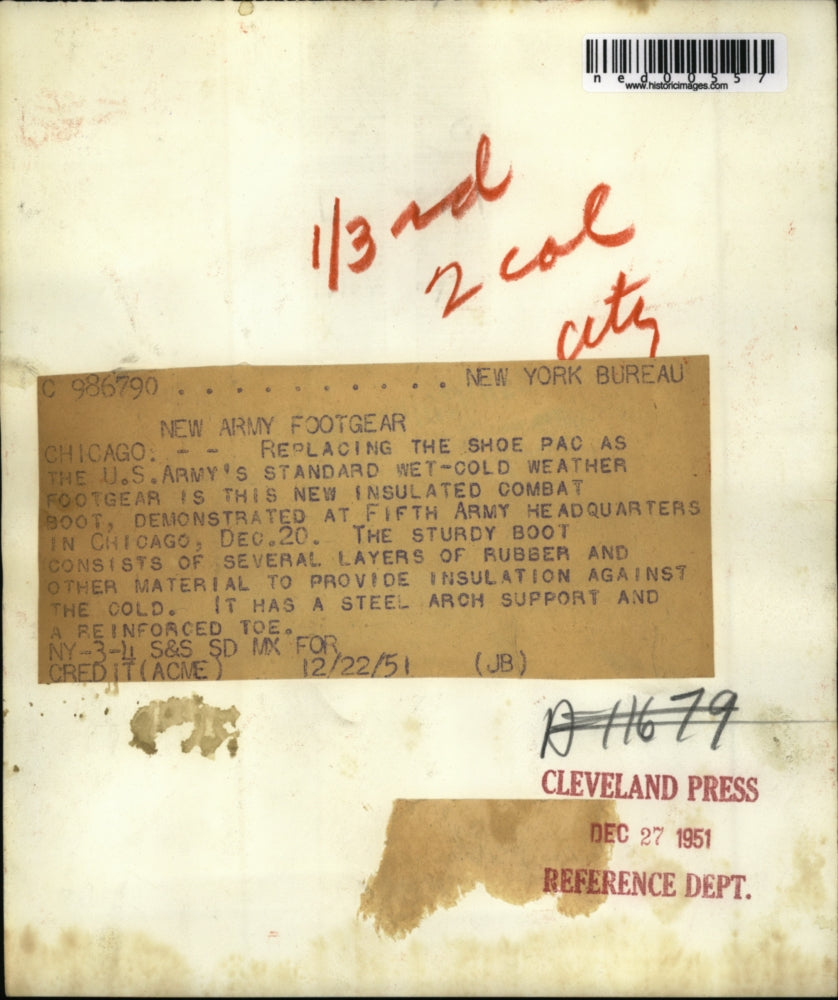 ned00557
www.historicimages.com
1/3rd
2 col
city
C 986790 . . . . . . . . . . . . NEW YORK BUREAU
NEW ARMY FOOTGEAR
CHICAGO: - - REPLACING THE SHOE PAC AS
THE U.S. ARMY'S STANDARD WET-COLD WEATHER
FOOTGEAR IS THIS NEW INSULATED COMBAT
BOOT, DEMONSTRATED AT FIFTH ARMY HEADQUARTERS
IN CHICAGO, DEC.20. THE STURDY BOOT
CONSISTS OF SEVERAL LAYERS OF RUBBER AND
OTHER MATERIAL TO PROVIDE INSULATION AGAINST
THE COLD. IT HAS A STEEL ARCH SUPPORT AND
A REINFORCED TOE.
NY-3-4 S&S SD MX FOR
CREDIT(ACME) 12/22/51 (JB)
A-11679
CLEVELAND PRESS
DEC 27 1951
REFERENCE DEPT.